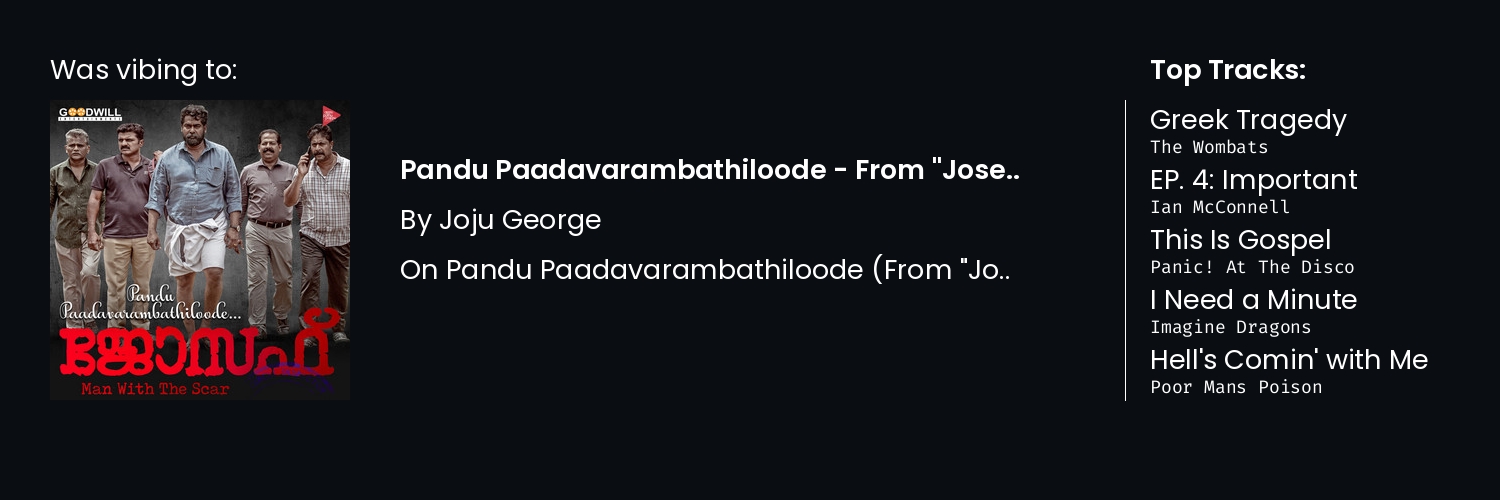 Was vibing to:
GOODWILL
ENTERTAINMENTS
Pandu
Paadavarambathiloode...
ജോസഫ്
Man With The Scar
Pandu Paadavarambathiloode - From "Jose..
By Joju George
On Pandu Paadavarambathiloode (From "Jo..
Top Tracks:
Greek Tragedy
The Wombats
EP. 4: Important
Ian McConnell
This Is Gospel
Panic! At The Disco
I Need a Minute
Imagine Dragons
Hell's Comin' with Me
Poor Mans Poison